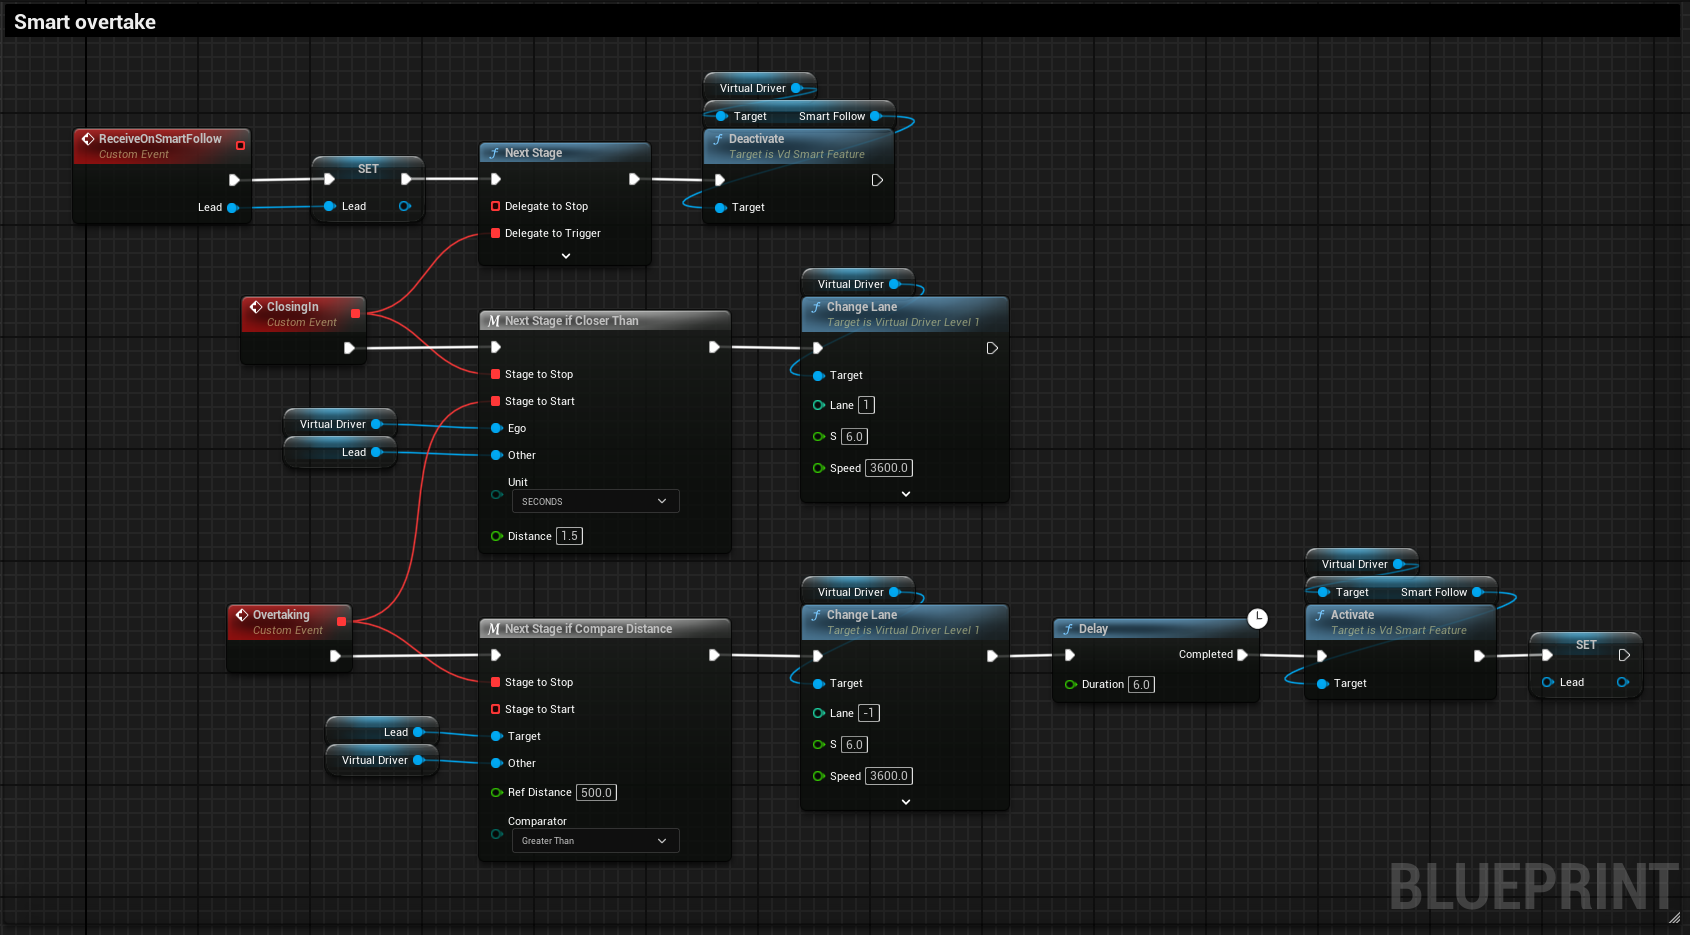 Smart overtake
Virtual Driver
Target Smart Follow
ReceiveOnSmartFollow
Custom Event
Lead
SET
Lead
Next Stage
Delegate to Stop
Delegate to Trigger
Deactivate
Target is Vd Smart Feature
Target
ClosingIn
Custom Event
Virtual Driver
Lead
Next Stage if Closer Than
Stage to Stop
Stage to Start
Ego
Other
Unit
SECONDS
Distance 1.5
Virtual Driver
Change Lane
Target is Virtual Driver Level 1
Target
Lane 1
S 6.0
Speed 3600.0
Overtaking
Custom Event
Lead
Virtual Driver
Next Stage if Compare Distance
Stage to Stop
Stage to Start
Target
Other
Ref Distance 500.0
Comparator
Greater Than
Virtual Driver
Change Lane
Target is Virtual Driver Level 1
Target
Lane -1
S 6.0
Speed 3600.0
Delay
Completed
Duration 6.0
Virtual Driver
Target Smart Follow
Activate
Target is Vd Smart Feature
Target
SET
Lead
BLUEPRINT